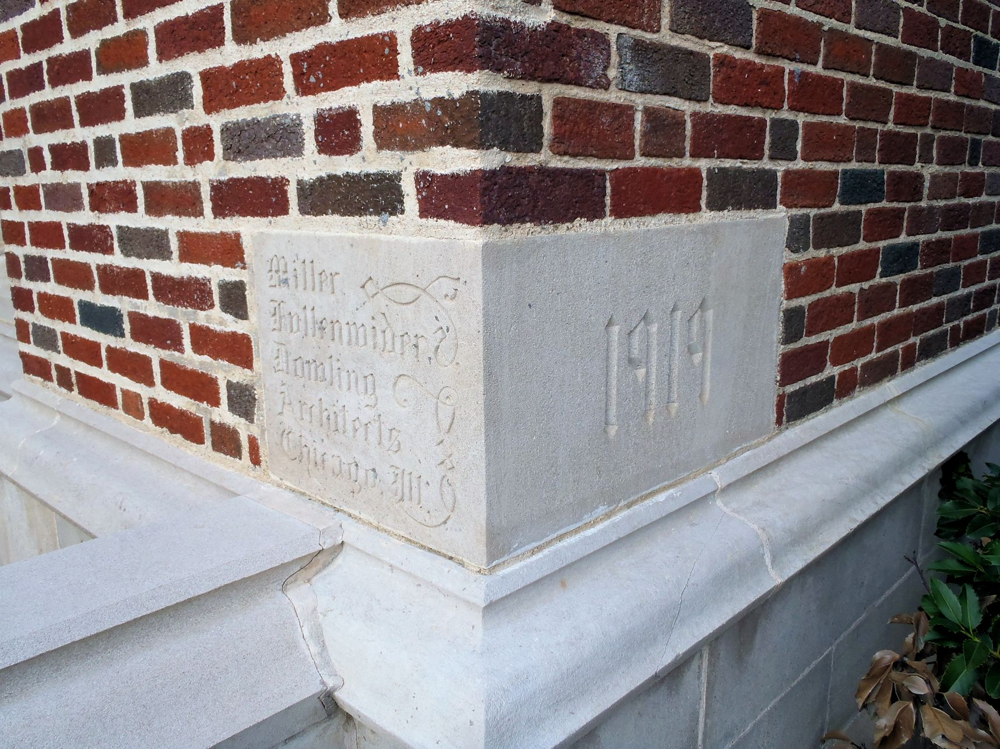 Miller
Fullenwider &
Dowling
Architects
Chicago. Ill
1919